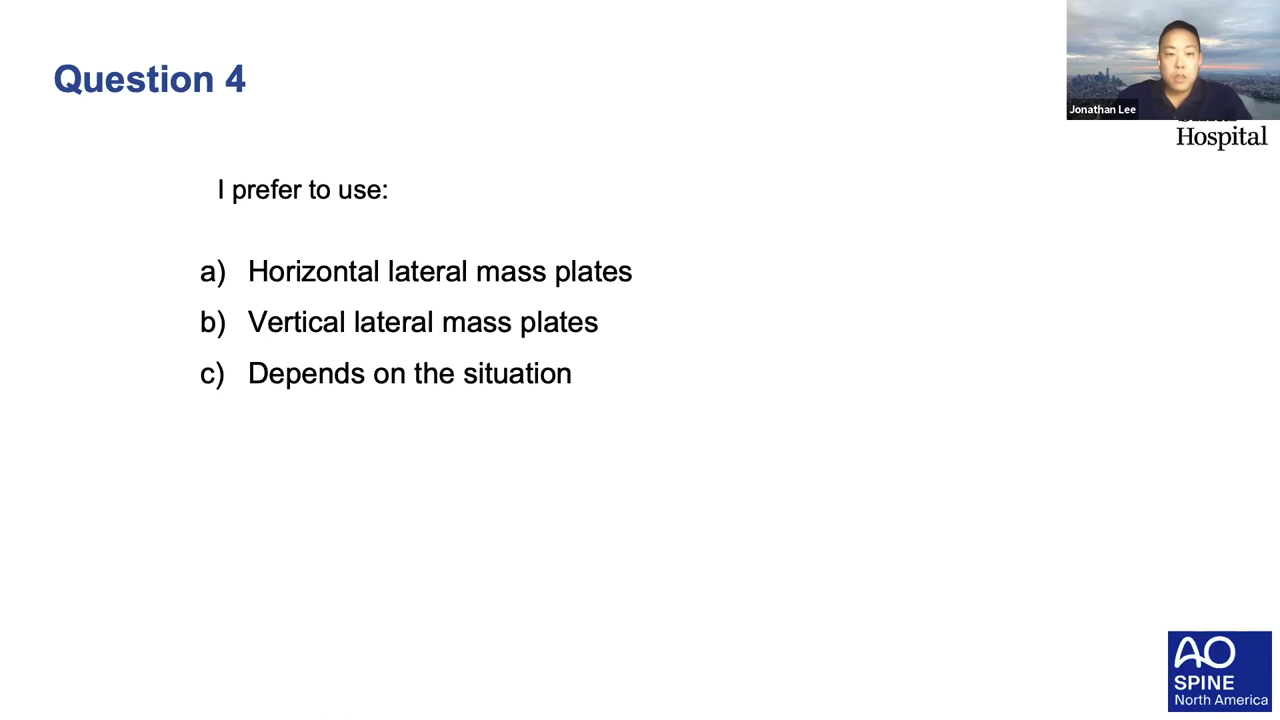 Question 4
Jonathan Lee
Hospital
I prefer to use:
a) Horizontal lateral mass plates
b) Vertical lateral mass plates
c) Depends on the situation
AO
SPINE
North America